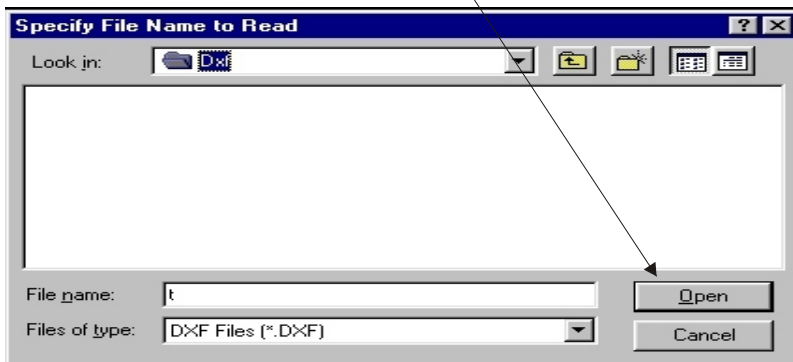 Specify File Name to Read
Look in: Dxf
File name: t Open
Files of type: DXF Files (*.DXF) Cancel